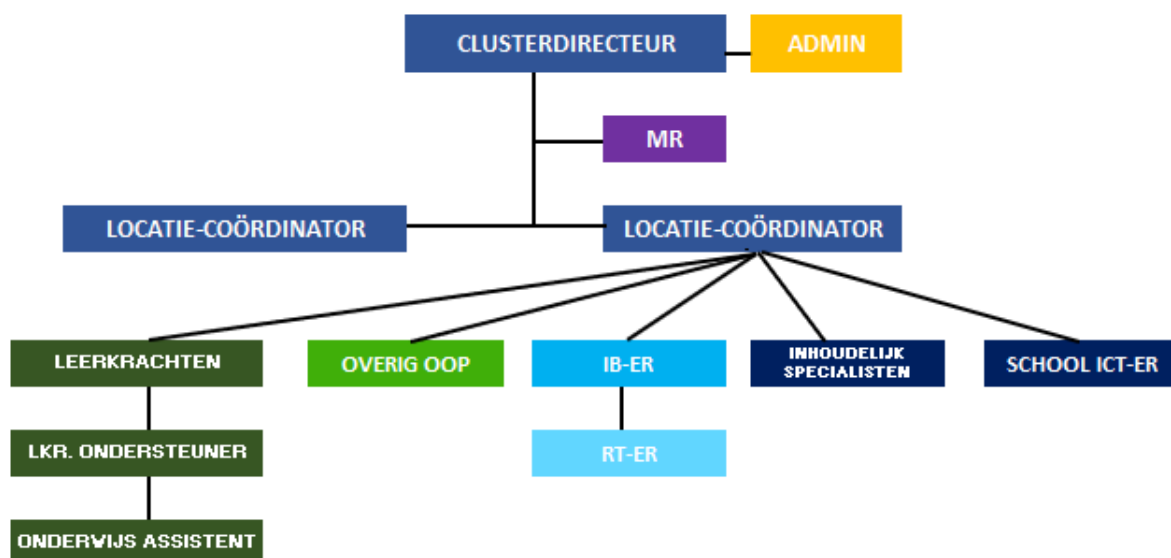 CLUSTERDIRECTEUR
ADMIN
MR
LOCATIE-COÖRDINATOR
LOCATIE-COÖRDINATOR
LEERKRACHTEN
OVERIG OOP
IB-ER
INHOUDELIJK
SPECIALISTEN
SCHOOL ICT-ER
LKR. ONDERSTEUNER
RT-ER
ONDERWIJS ASSISTENT